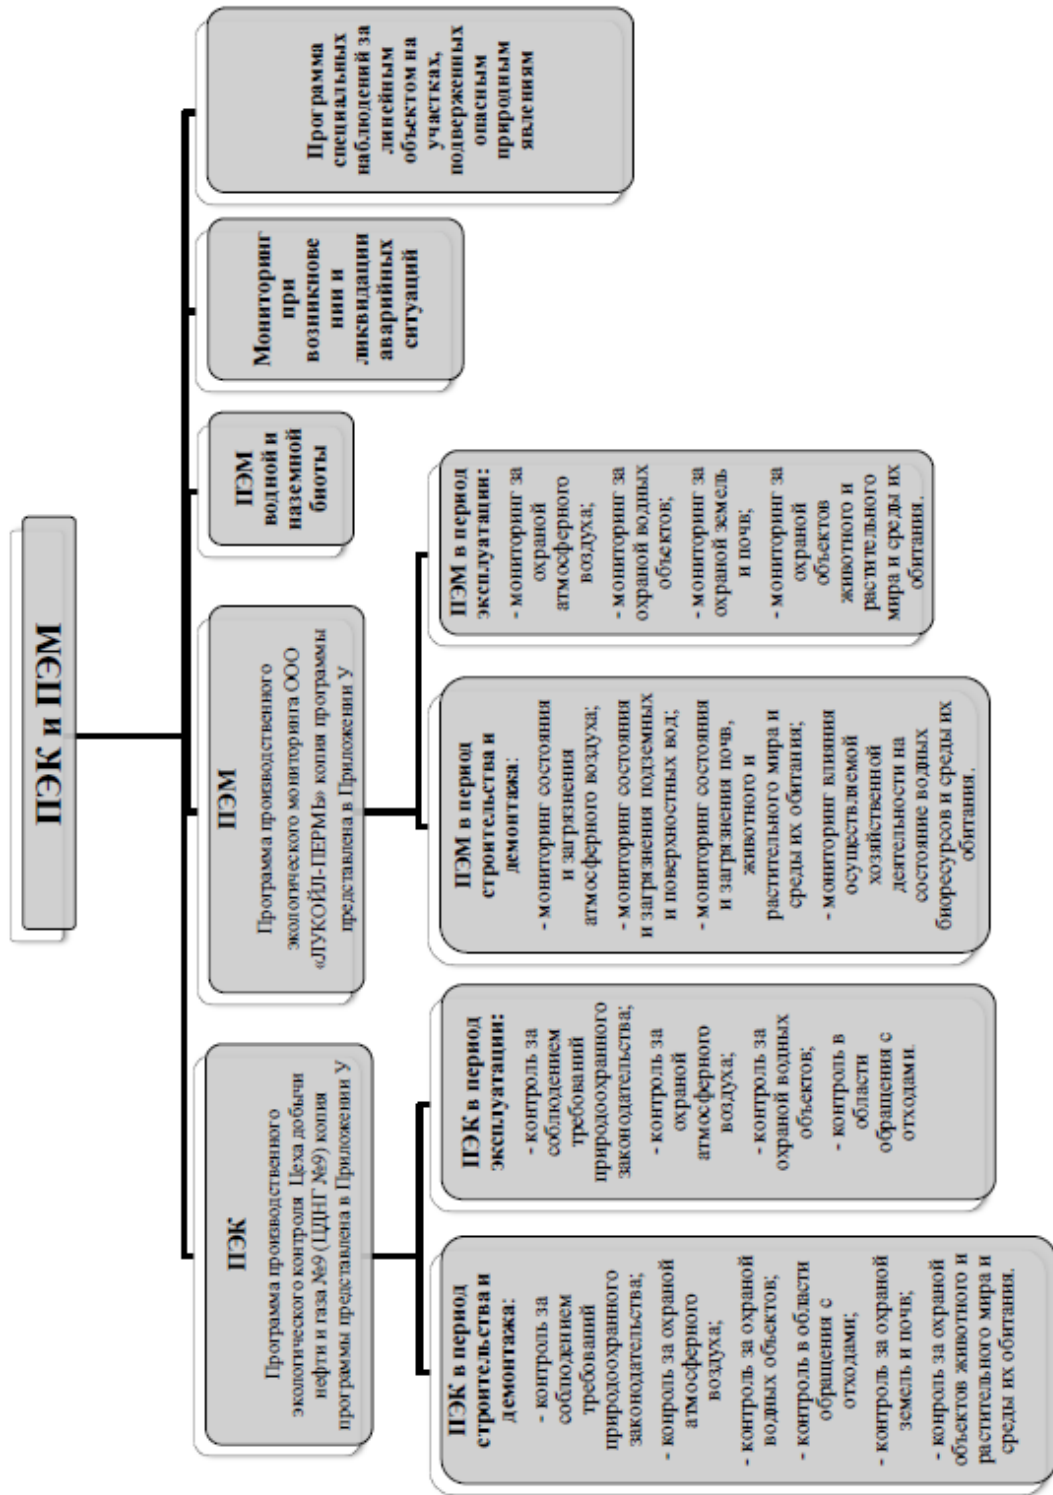 ПЭК и ПЭМ
ПЭК
Программа производственного
экологического контроля Цеха добычи
нефти и газа №9 (ЦДНГ №9) копия
программы представлена в Приложении У
ПЭК в период
строительства и
демонтажа:
- контроль за
соблюдением
требований
природоохранного
законодательства;
- конроль за охраной
атмосферного
воздуха;
- контроль за охраной
водных объектов;
- контроль в области
обращения с
отходами;
- контроль за охраной
земель и почв;
- конроль за охраной
объектов животного и
растительного мира и
среды их обитания.
ПЭК в период
эксплуатации:
- контроль за
соблюдением
требований
природоохранного
законодательства;
- контроль за
охраной
атмосферного
воздуха;
- контроль за
охраной водных
объектов;
- контроль в
области
обращения с
отходами.
ПЭМ
Программа производственного
экологического мониторинга ООО
«ЛУКОЙЛ-ПЕРМЬ» копия программы
представлена в Приложении У
ПЭМ в период
строительства и
демонтажа:
- мониторинг состояния
и загрязнения
атмосферного воздуха;
- мониторинг состояния
и загрязнения подземных
и поверхностных вод;
- мониторинг состояния
и загрязнения почв,
животного и
растительного мира и
среды их обитания;
- мониторинг влияния
осуществляемой
хозяйственной
деятельности на
состояние водных
биоресурсов и среды их
обитания.
ПЭМ в период
эксплуатации:
- мониторинг за
охраной
атмосферного
воздуха;
- мониторинг за
охраной водных
объектов;
- мониторинг за
охраной земель
и почв;
- мониторинг за
охраной
объектов
животного и
растительного
мира и среды их
обитания.
ПЭМ
водной и
наземной
биоты
Мониторинг
при
возникнове
нии и
ликвидации
аварийных
ситуаций
Программа
специальных
наблюдений за
линейным
объектом на
участках,
подверженных
опасным
природным
явлениям